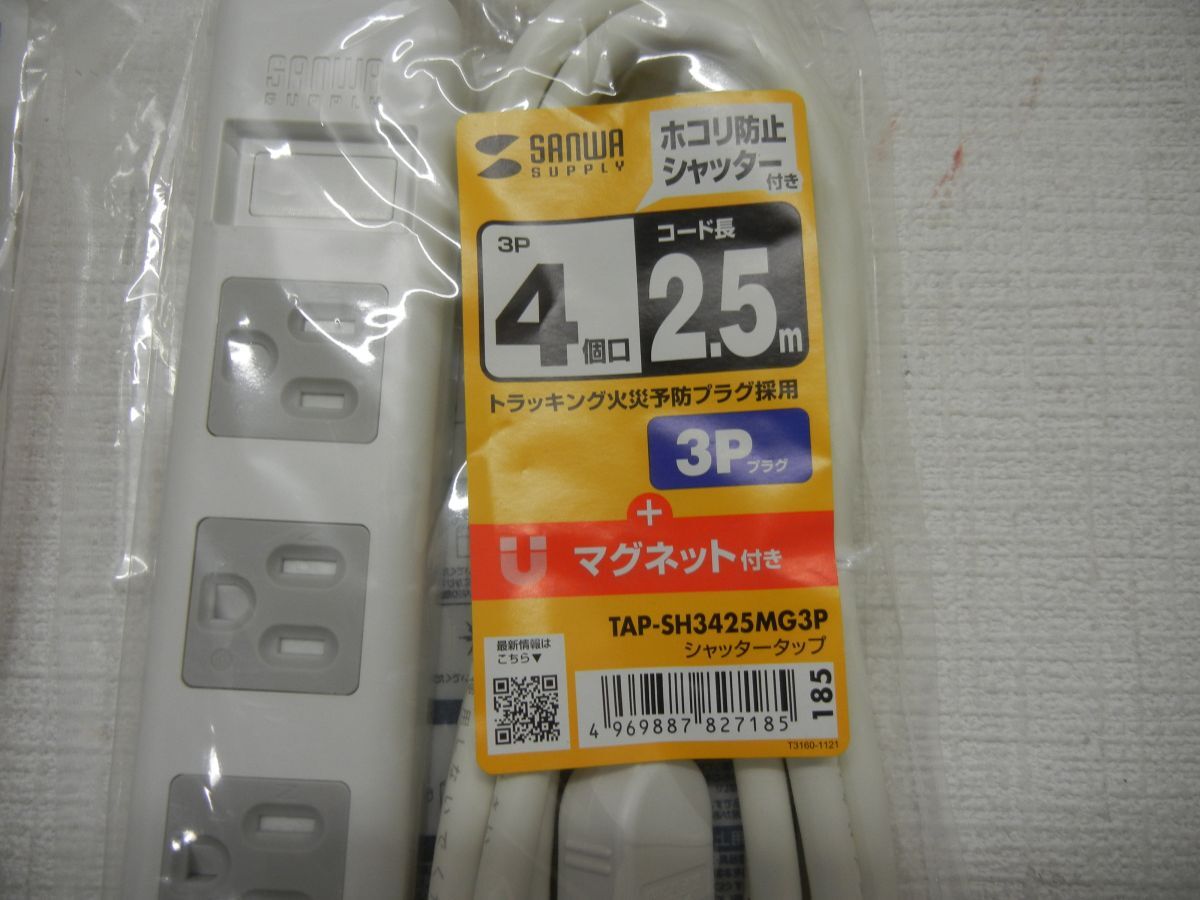 SANWA
SUPPLY
SANWA
SUPPLY
ホコリ防止
シャッター付き
3P
4個口
コード長
2.5m
トラッキング火災予防プラグ採用
3Pプラグ
+
マグネット付き
TAP-SH3425MG3P
シャッタータップ
最新情報は
こちら▼
4 969887 827185
185
T3160-1121